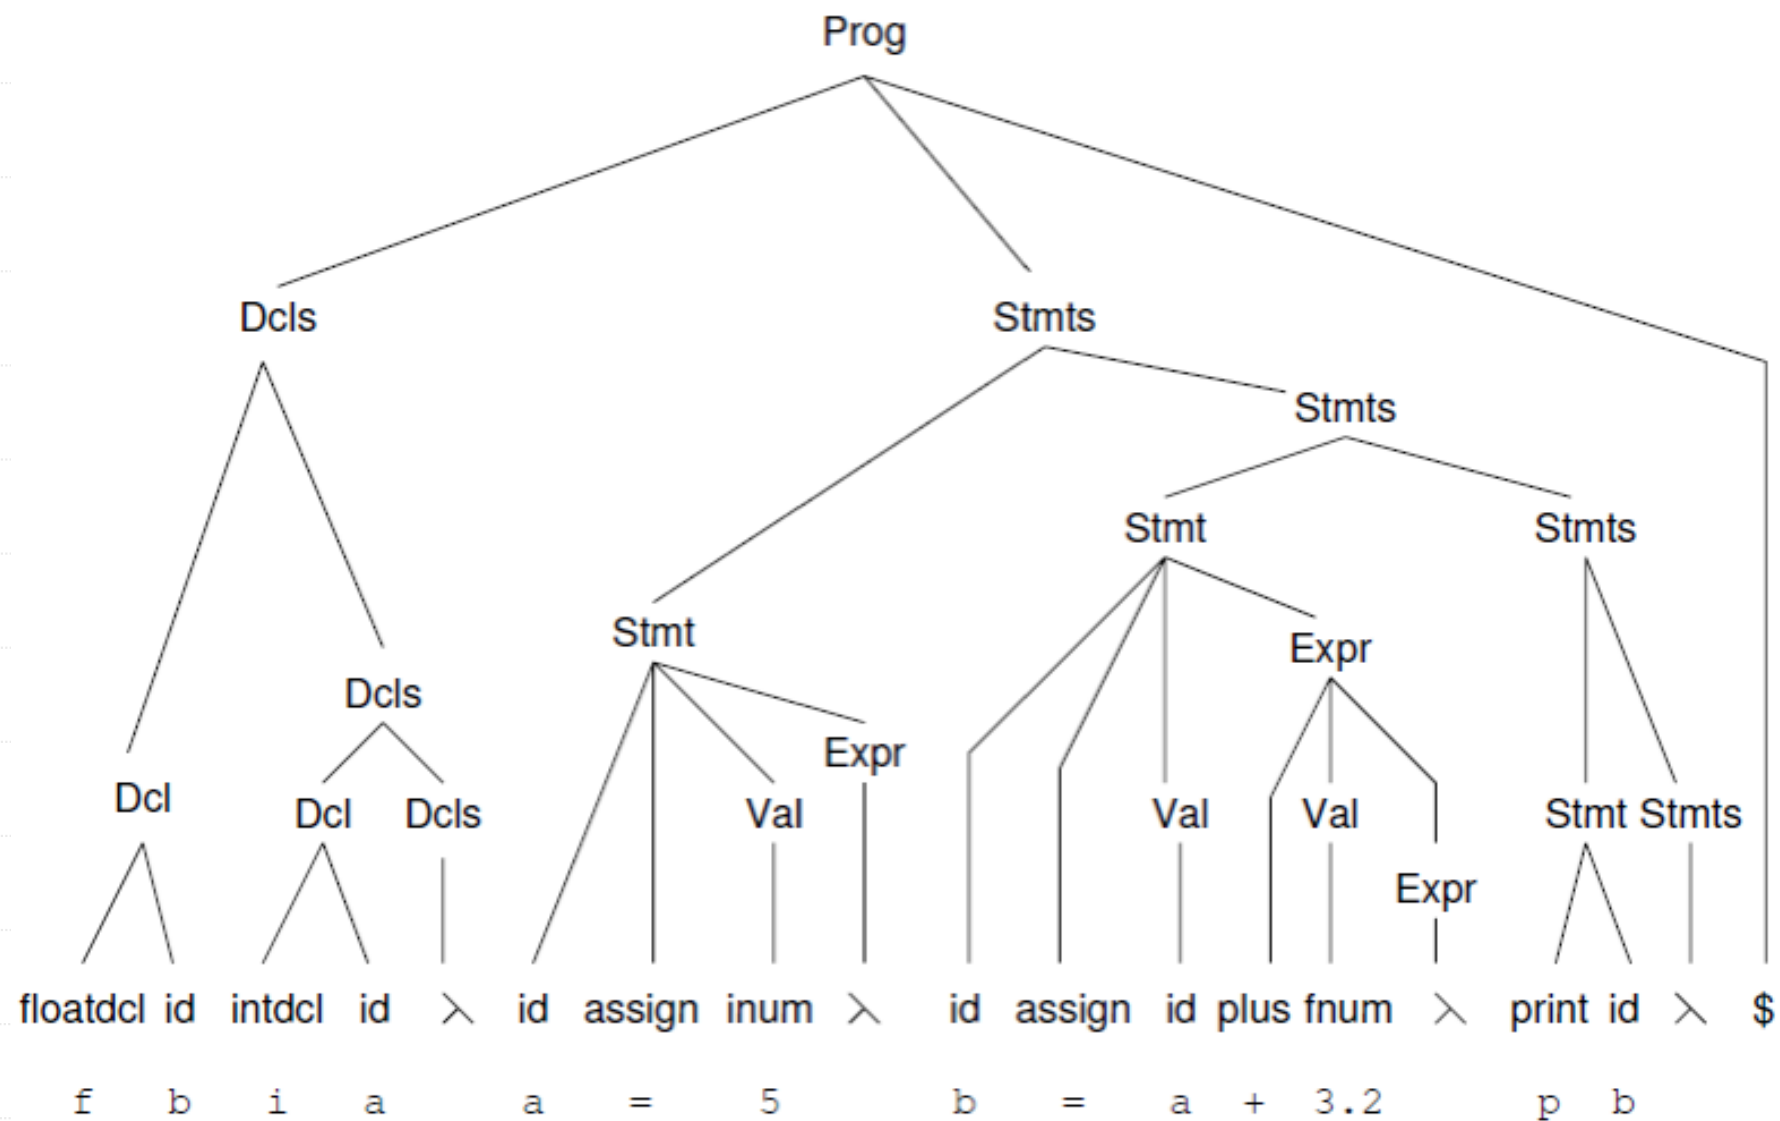 Prog
Dcls Stmts
Stmts
Stmt Stmts
Stmt
Expr
Dcls
Expr
Dcl
Dcl Dcls Val Val Val Stmt Stmts
Expr
floatdcl id intdcl id λ id assign inum λ id assign id plus fnum λ print id λ $
f b i a a = 5 b = a + 3.2 p b